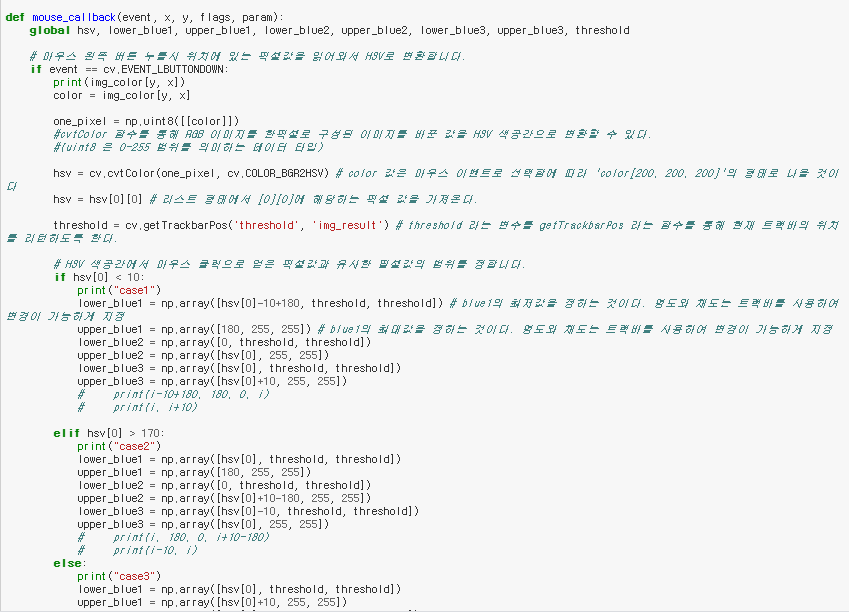 def mouse_callback(event, x, y, flags, param):
    global hsv, lower_blue1, upper_blue1, lower_blue2, upper_blue2, lower_blue3, upper_blue3, threshold

    # 마우스 왼쪽 버튼 누를시 위치에 있는 픽셀값을 읽어와서 HSV로 변환합니다.
    if event == cv.EVENT_LBUTTONDOWN:
        print(img_color[y, x])
        color = img_color[y, x]

        one_pixel = np.uint8([[color]])
        #cvtColor 함수를 통해 RGB 이미지를 한픽셀로 구성된 이미지를 바꾼 값을 HSV 색공간으로 변환할 수 있다.
        #(uint8 은 0-255 범위를 의미하는 데이터 타입)

        hsv = cv.cvtColor(one_pixel, cv.COLOR_BGR2HSV) # color 값은 마우스 이벤트로 선택함에 따라 'color[200, 200, 200]'의 형태로 나올 것이
다
        hsv = hsv[0][0] # 리스트 형태에서 [0][0]에 해당하는 픽셀 값을 가져온다.

        threshold = cv.getTrackbarPos('threshold', 'img_result') # threshold 라는 변수를 getTrackbarPos 라는 함수를 통해 현재 트랙바의 위치
를 리턴하도록 한다.

        # HSV 색공간에서 마우스 클릭으로 얻은 픽셀값과 유사한 필셀값의 범위를 정합니다.
        if hsv[0] < 10:
            print("case1")
            lower_blue1 = np.array([hsv[0]-10+180, threshold, threshold]) # blue1의 최저값을 정하는 것이다. 명도와 채도는 트랙바를 사용하여
변경이 가능하게 지정
            upper_blue1 = np.array([180, 255, 255]) # blue1의 최대값을 정하는 것이다. 명도와 채도는 트랙바를 사용하여 변경이 가능하게 지정
            lower_blue2 = np.array([0, threshold, threshold])
            upper_blue2 = np.array([hsv[0], 255, 255])
            lower_blue3 = np.array([hsv[0], threshold, threshold])
            upper_blue3 = np.array([hsv[0]+10, 255, 255])
            #     print(i-10+180, 180, 0, i)
            #     print(i, i+10)

        elif hsv[0] > 170:
            print("case2")
            lower_blue1 = np.array([hsv[0], threshold, threshold])
            upper_blue1 = np.array([180, 255, 255])
            lower_blue2 = np.array([0, threshold, threshold])
            upper_blue2 = np.array([hsv[0]+10-180, 255, 255])
            lower_blue3 = np.array([hsv[0]-10, threshold, threshold])
            upper_blue3 = np.array([hsv[0], 255, 255])
            #     print(i, 180, 0, i+10-180)
            #     print(i-10, i)
        else:
            print("case3")
            lower_blue1 = np.array([hsv[0], threshold, threshold])
            upper_blue1 = np.array([hsv[0]+10, 255, 255])